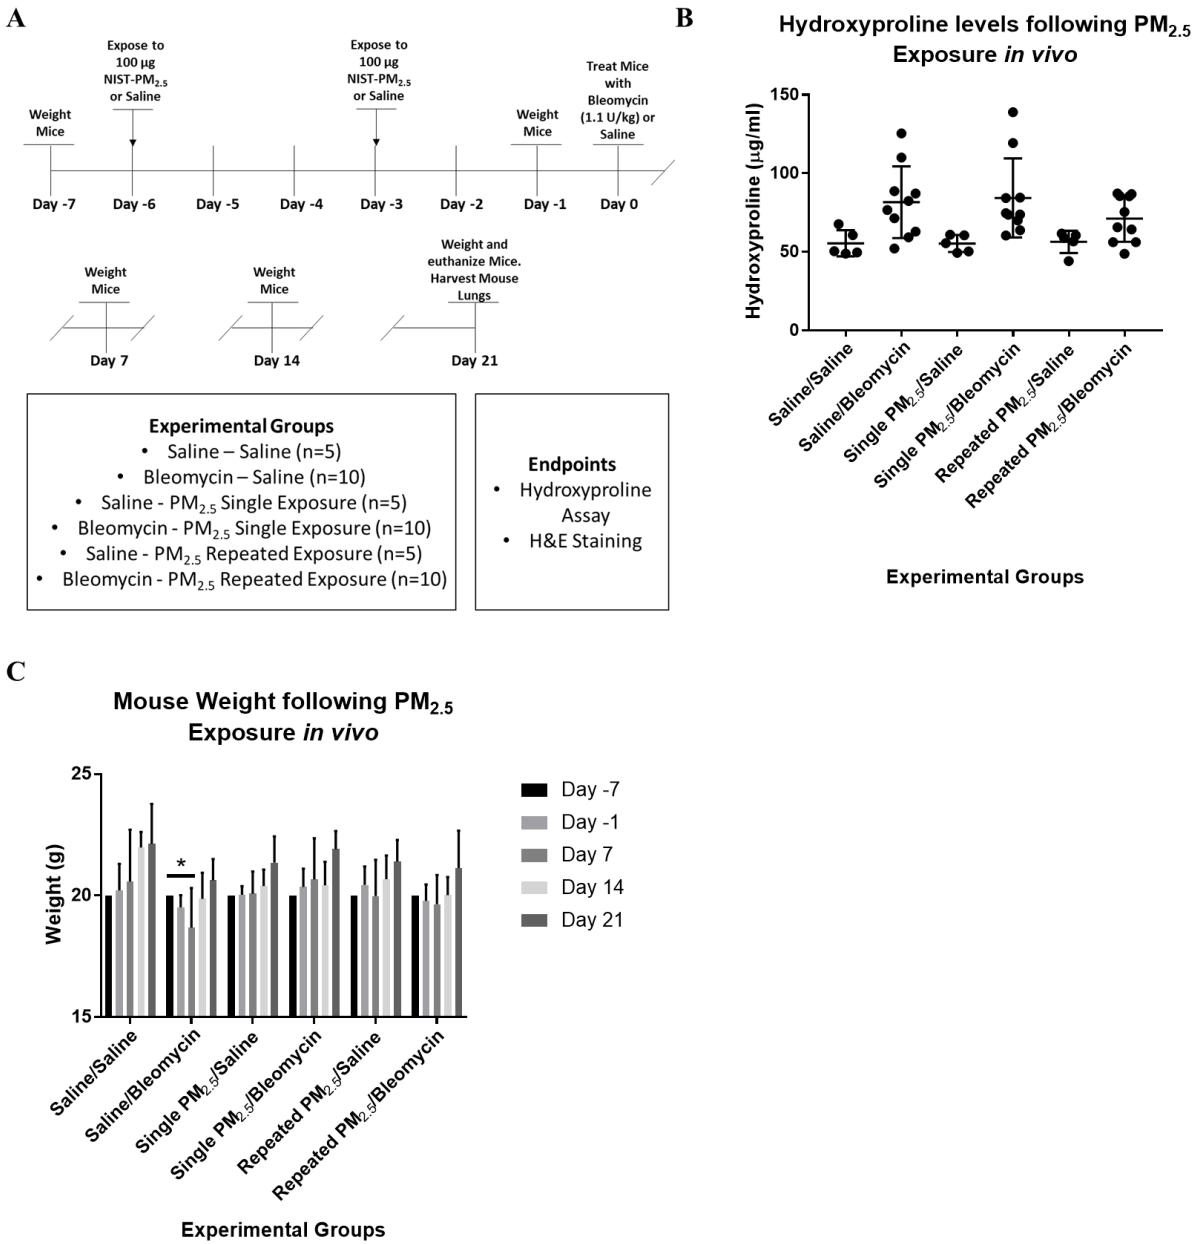 A
Expose to
100 µg
NIST-PM2.5
or Saline
Expose to
100 µg
NIST-PM2.5
or Saline
Treat Mice
with
Bleomycin
(1.1 U/kg) or
Saline
Weight
Mice
Weight
Mice
Day -7
Day -6
Day -5
Day -4
Day -3
Day -2
Day -1
Day 0
Weight
Mice
Weight
Mice
Weight and
euthanize Mice.
Harvest Mouse
Lungs
Day 7
Day 14
Day 21
Experimental Groups
• Saline – Saline (n=5)
• Bleomycin – Saline (n=10)
• Saline - PM2.5 Single Exposure (n=5)
• Bleomycin - PM2.5 Single Exposure (n=10)
• Saline - PM2.5 Repeated Exposure (n=5)
• Bleomycin - PM2.5 Repeated Exposure (n=10)
Endpoints
• Hydroxyproline
Assay
• H&E Staining
B
Hydroxyproline levels following PM2.5
Exposure in vivo
Hydroxyproline (µg/ml)
150
100
50
0
Saline/Saline
Saline/Bleomycin
Single PM2.5/Saline
Single PM2.5/Bleomycin
Repeated PM2.5/Saline
Repeated PM2.5/Bleomycin
Experimental Groups
C
Mouse Weight following PM2.5
Exposure in vivo
Weight (g)
25
20
15
*
Day -7
Day -1
Day 7
Day 14
Day 21
Saline/Saline
Saline/Bleomycin
Single PM2.5/Saline
Single PM2.5/Bleomycin
Repeated PM2.5/Saline
Repeated PM2.5/Bleomycin
Experimental Groups